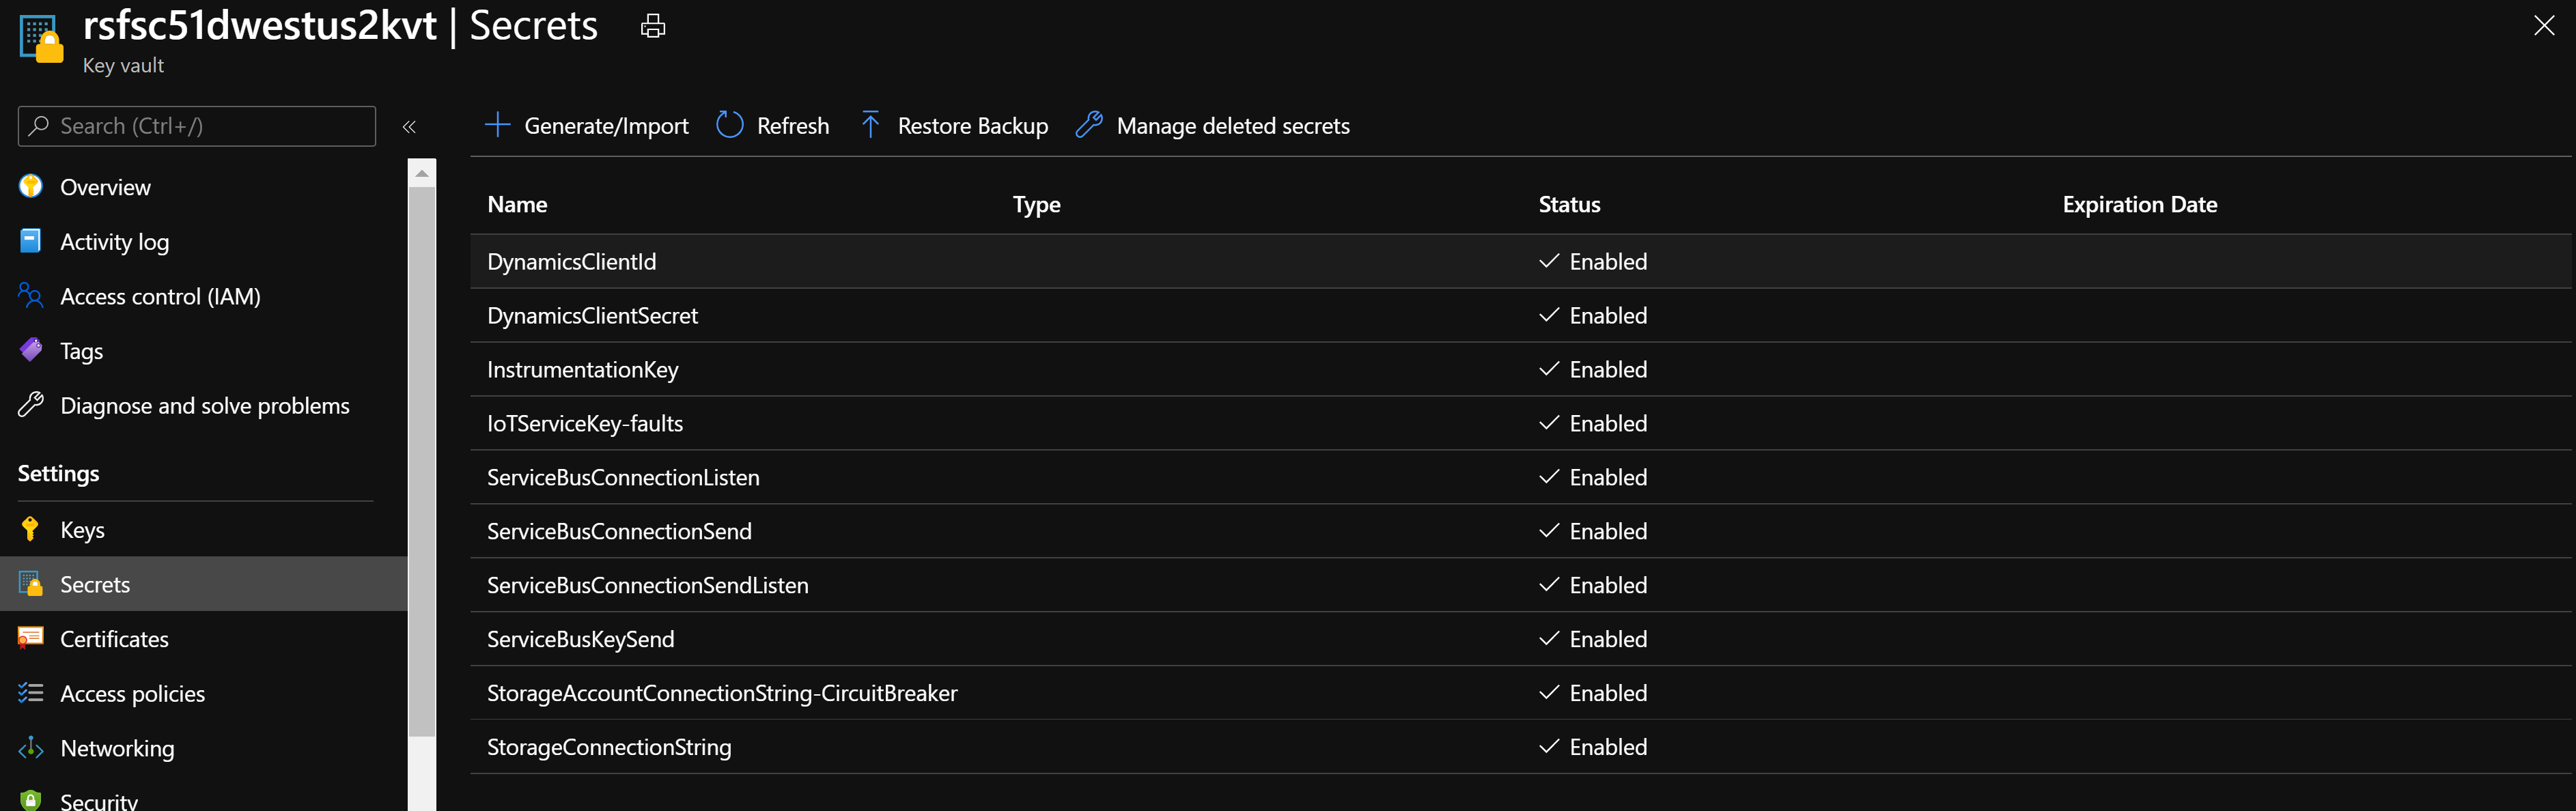 rsfsc51dwestus2kvt | Secrets
Key vault
Search (Ctrl+/)
«
Overview
Activity log
Access control (IAM)
Tags
Diagnose and solve problems
Settings
Keys
Secrets
Certificates
Access policies
Networking
Security
Generate/Import Refresh Restore Backup Manage deleted secrets
Name Type Status Expiration Date
DynamicsClientId Enabled
DynamicsClientSecret Enabled
InstrumentationKey Enabled
IoTServiceKey-faults Enabled
ServiceBusConnectionListen Enabled
ServiceBusConnectionSend Enabled
ServiceBusConnectionSendListen Enabled
ServiceBusKeySend Enabled
StorageAccountConnectionString-CircuitBreaker Enabled
StorageConnectionString Enabled